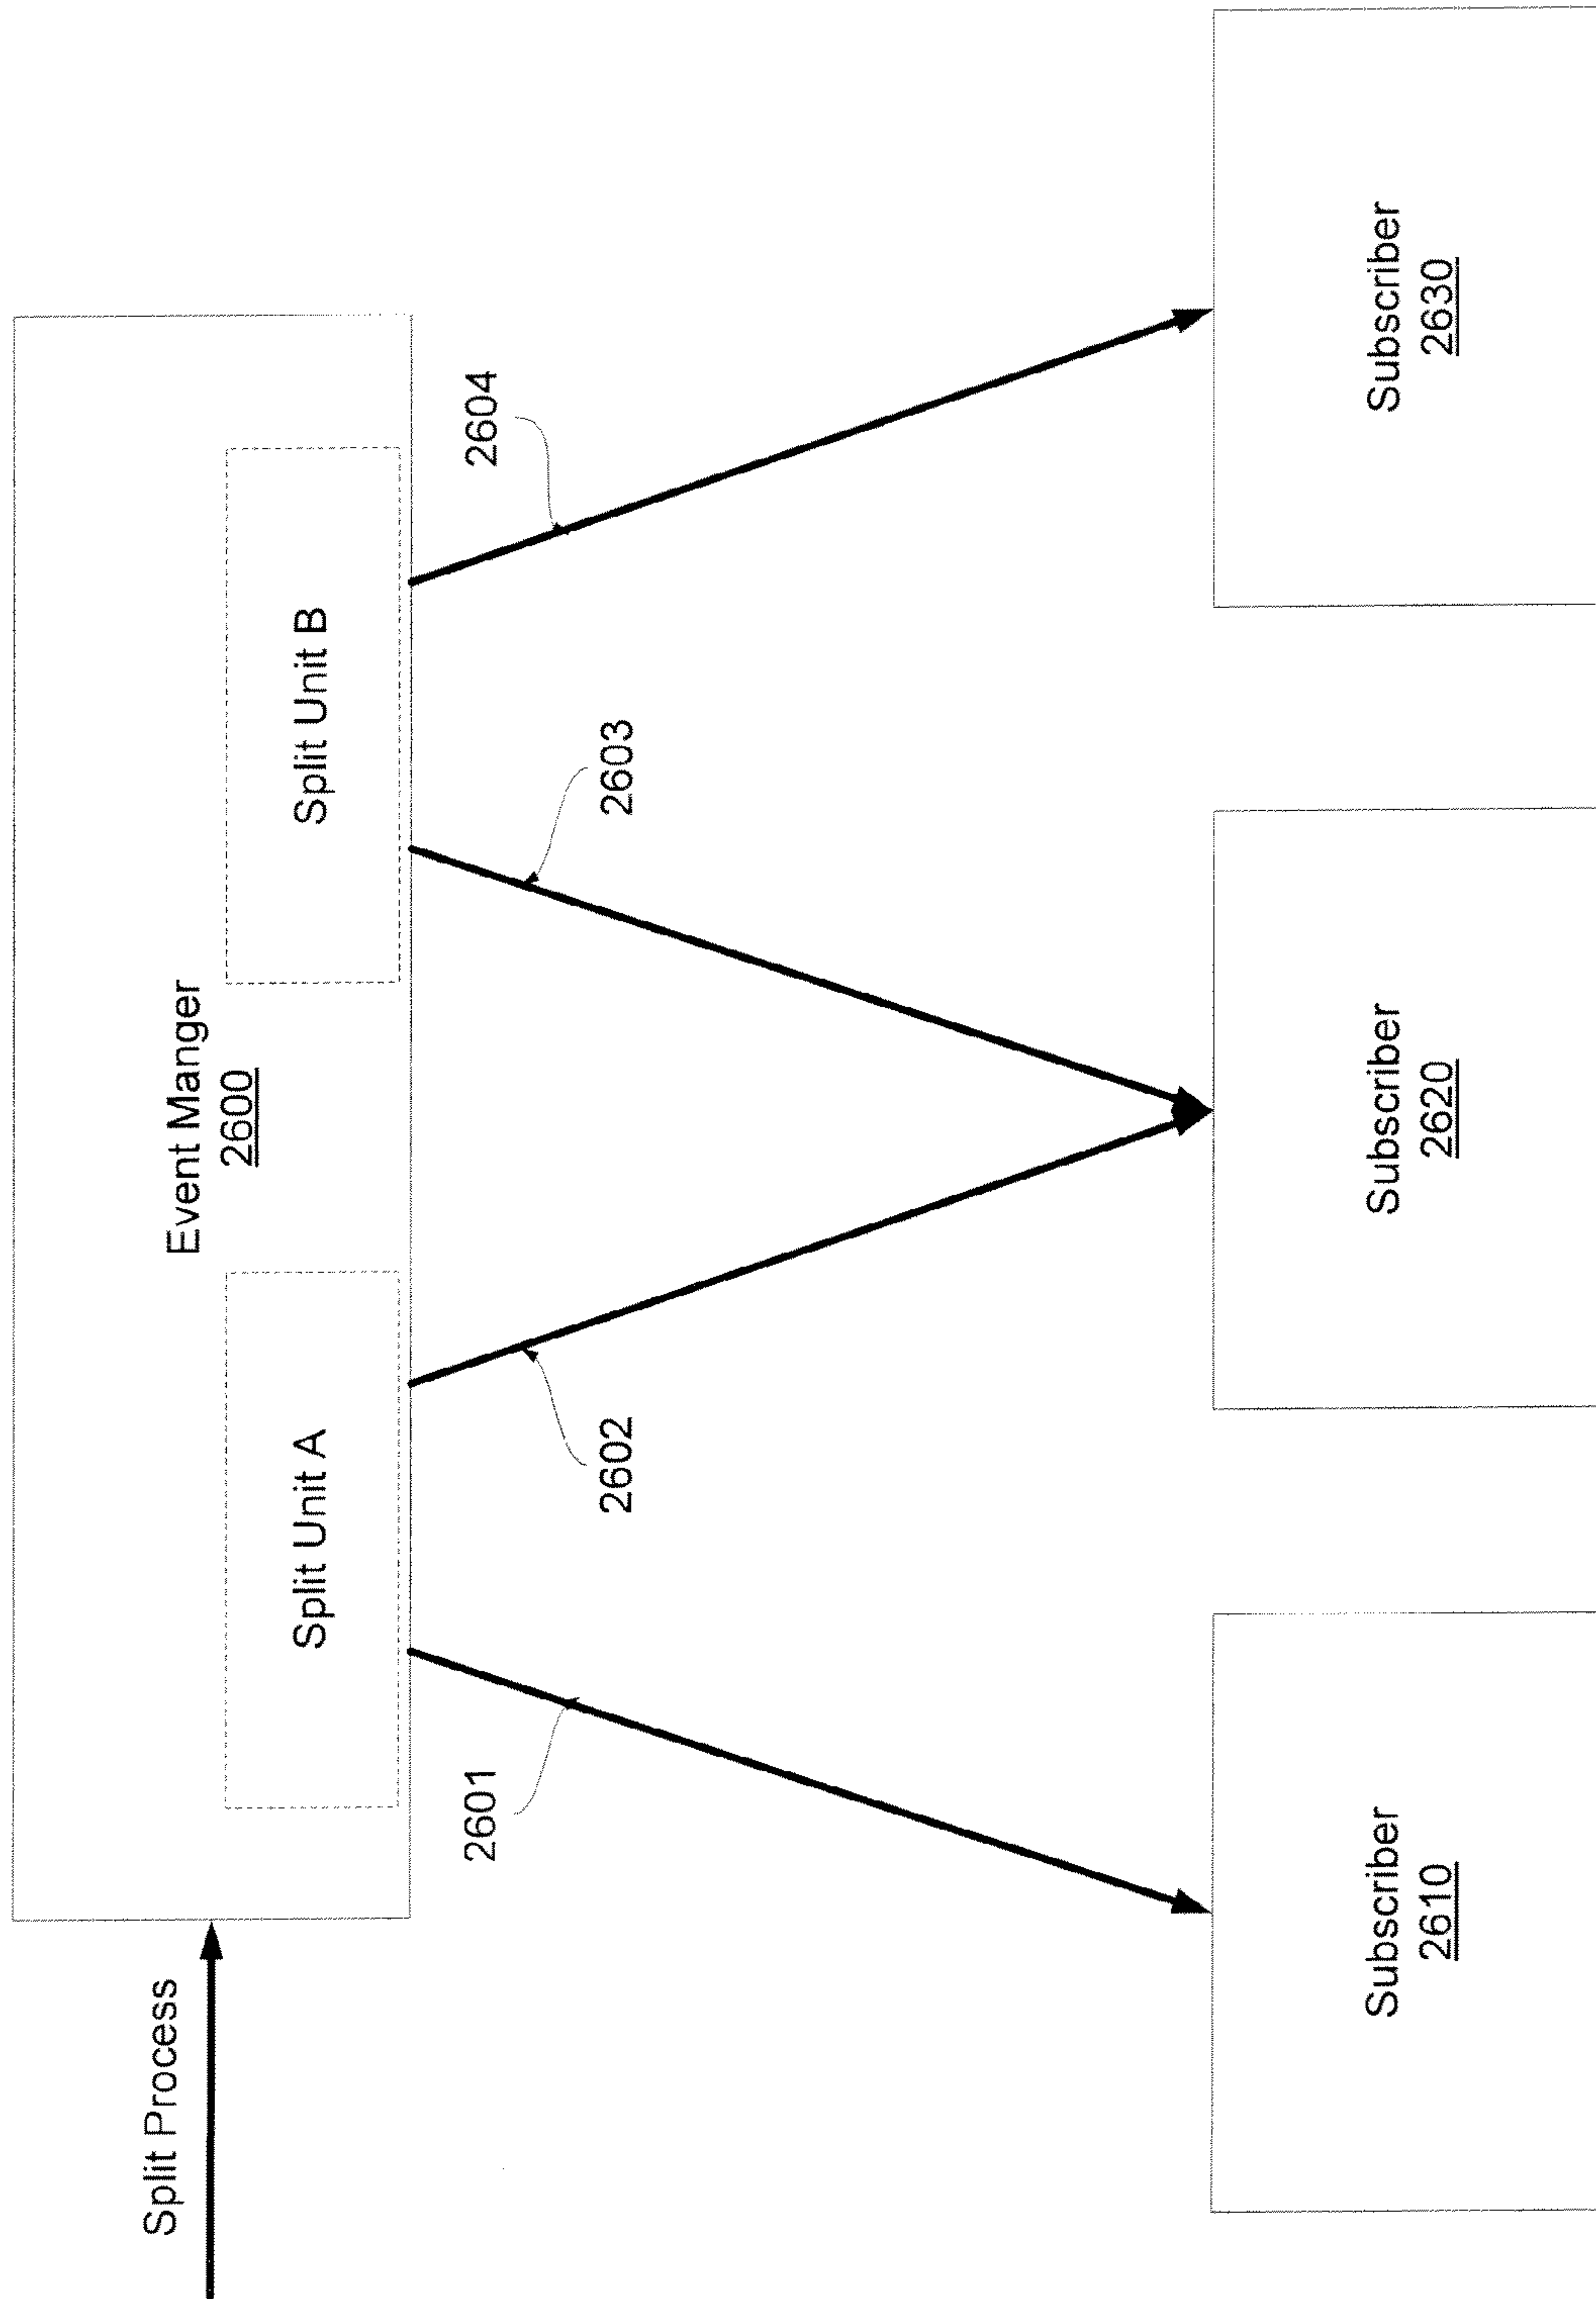 Split Process
Event Manger
2600
Split Unit A
Split Unit B
2601
2602
2603
2604
Subscriber
2610
Subscriber
2620
Subscriber
2630